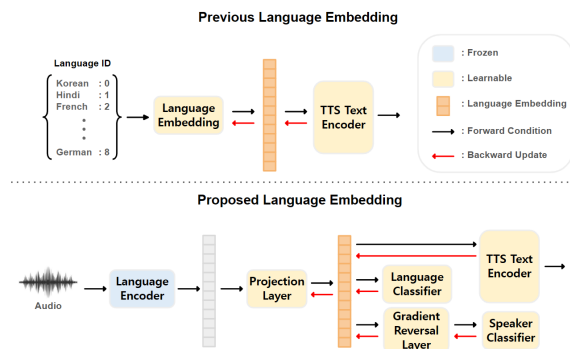 Previous Language Embedding
Language ID
Korean : 0
Hindi : 1
French : 2
German : 8
Language
Embedding
TTS Text
Encoder
: Frozen
: Learnable
: Language Embedding
: Forward Condition
: Backward Update
Proposed Language Embedding
Audio
Language
Encoder
Projection
Layer
Language
Classifier
TTS Text
Encoder
Gradient
Reversal
Layer
Speaker
Classifier